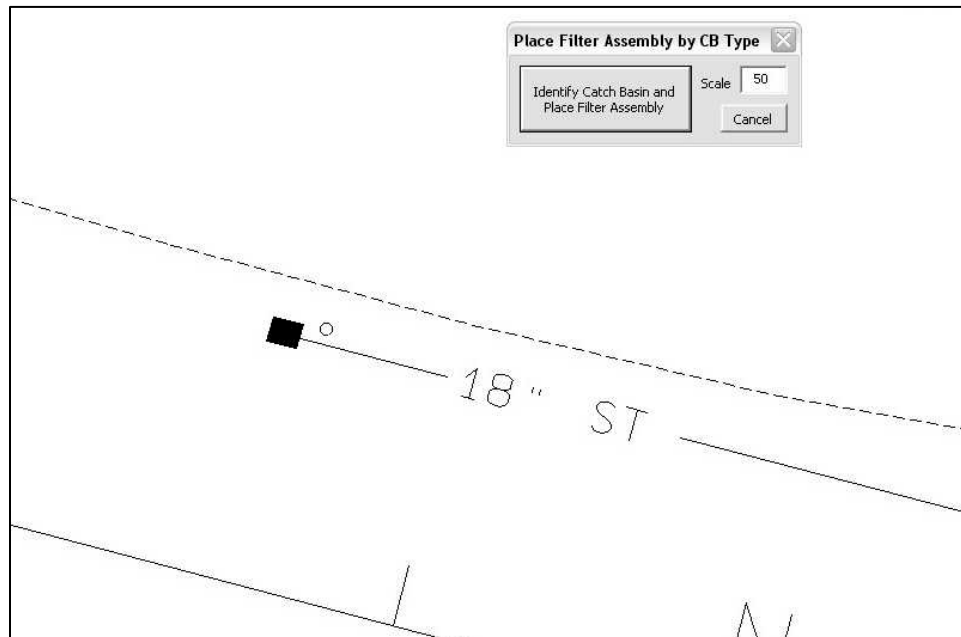 Place Filter Assembly by CB Type
Identify Catch Basin and
Place Filter Assembly
Scale 50
Cancel
18" ST
N